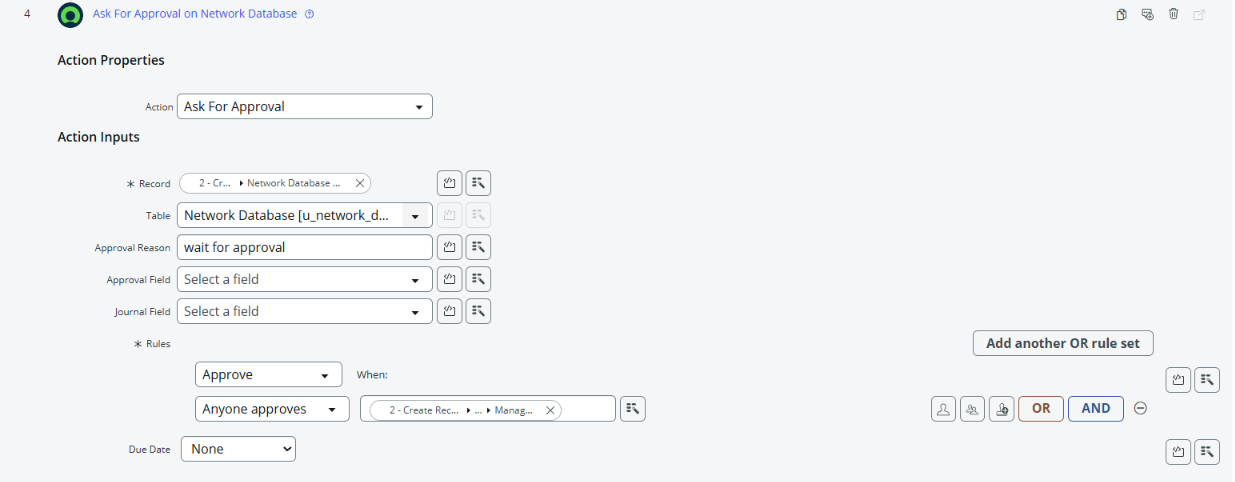 4 Ask For Approval on Network Database
Action Properties
Action Ask For Approval
Action Inputs
Record 2 - Cr... Network Database ...
Table Network Database [u_network_d...
Approval Reason wait for approval
Approval Field Select a field
Journal Field Select a field
Rules Add another OR rule set
Approve When:
Anyone approves 2 - Create Rec... ... Manag... OR AND
Due Date None